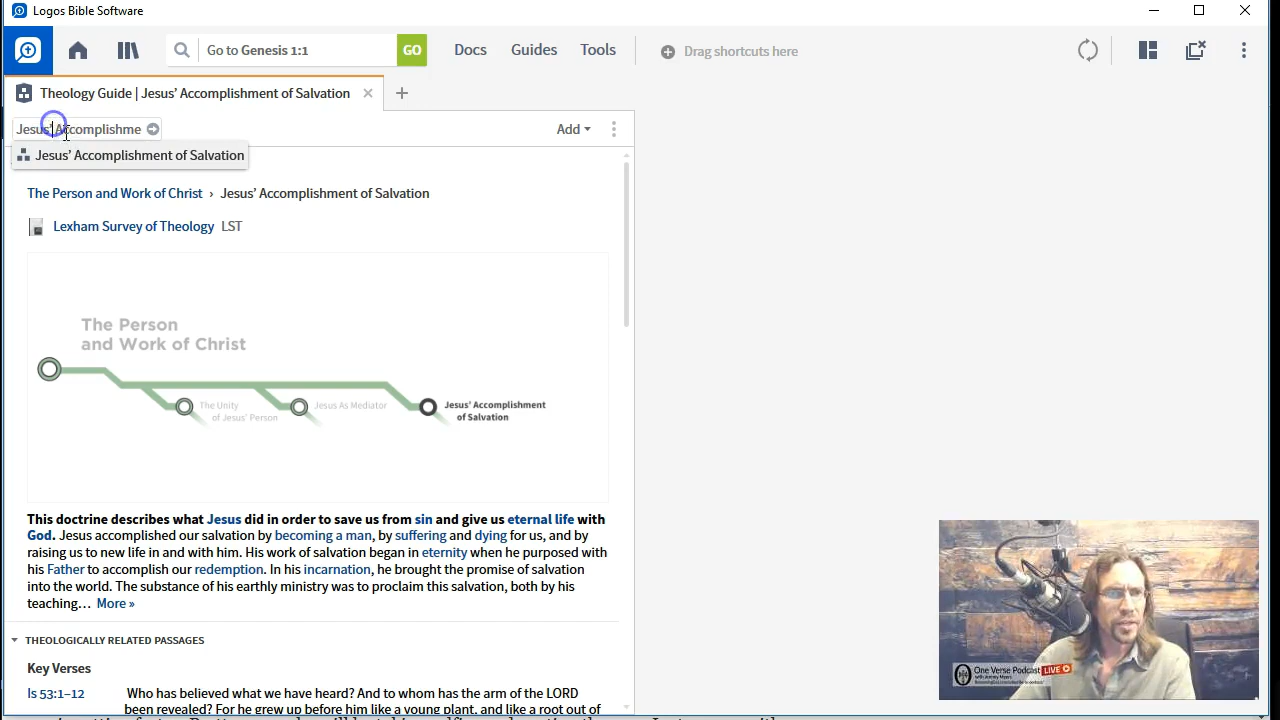 Logos Bible Software
Go to Genesis 1:1
GO
Docs
Guides
Tools
Drag shortcuts here
Theology Guide | Jesus’ Accomplishment of Salvation
Jesus’ Accomplishme
Add
Jesus’ Accomplishment of Salvation
The Person and Work of Christ › Jesus’ Accomplishment of Salvation
Lexham Survey of Theology LST
The Person
and Work of Christ
The Unity
of Jesus' Person
Jesus As Mediator
Jesus' Accomplishment
of Salvation
This doctrine describes what Jesus did in order to save us from sin and give us eternal life with
God. Jesus accomplished our salvation by becoming a man, by suffering and dying for us, and by
raising us to new life in and with him. His work of salvation began in eternity when he purposed with
his Father to accomplish our redemption. In his incarnation, he brought the promise of salvation
into the world. The substance of his earthly ministry was to proclaim this salvation, both by his
teaching… More »
THEOLOGICALLY RELATED PASSAGES
Key Verses
Is 53:1–12 Who has believed what we have heard? And to whom has the arm of the LORD
been revealed? For he grew up before him like a young plant, and like a root out of
One Verse Podcast LIVE
with Jeremy Myers